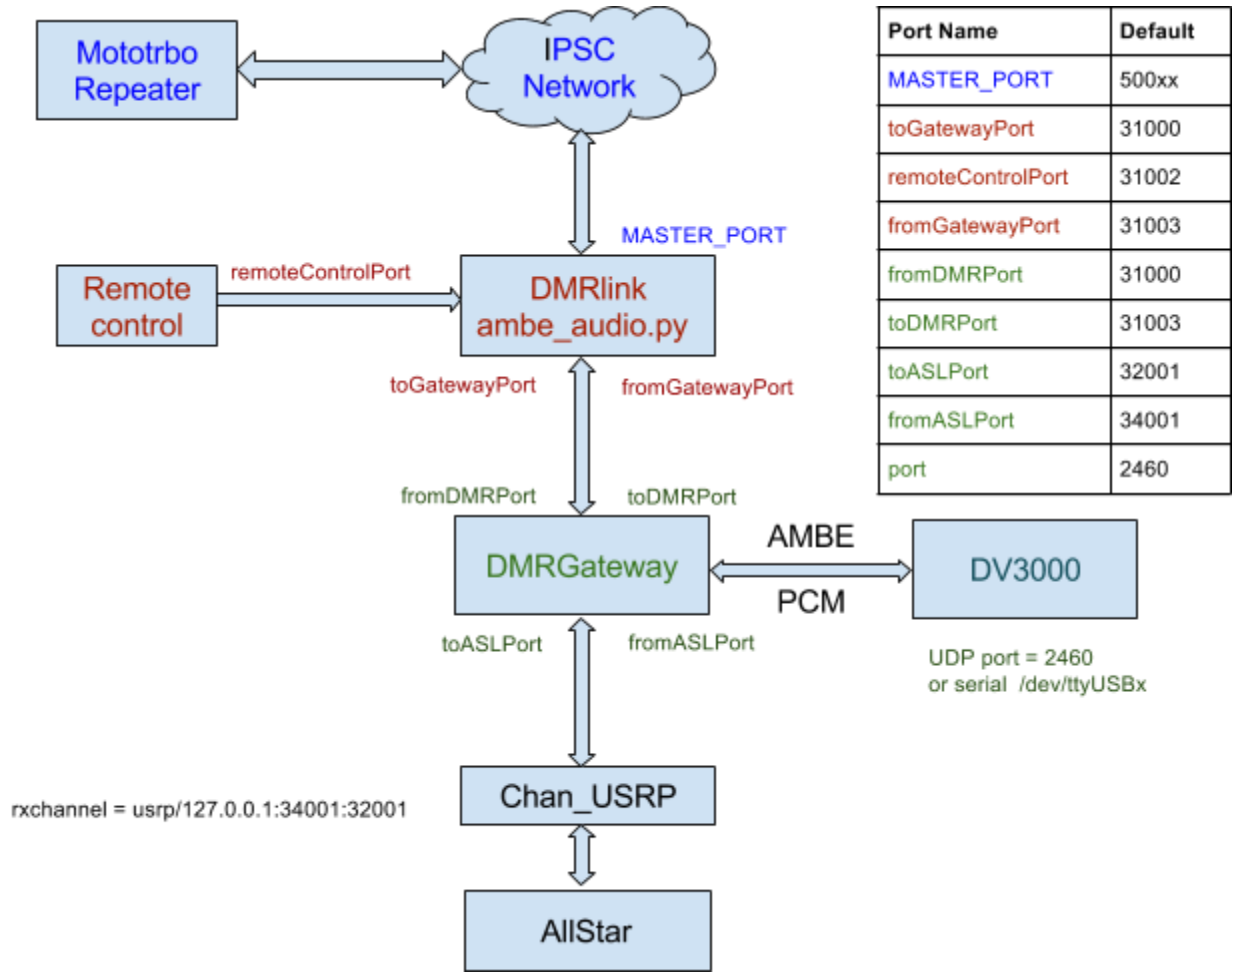 Mototrbo
Repeater
IPSC
Network
Port Name Default
MASTER_PORT 500xx
toGatewayPort 31000
remoteControlPort 31002
fromGatewayPort 31003
fromDMRPort 31000
toDMRPort 31003
toASLPort 32001
fromASLPort 34001
port 2460
MASTER_PORT
Remote
control
remoteControlPort
DMRlink
ambe_audio.py
toGatewayPort fromGatewayPort
fromDMRPort toDMRPort
DMRGateway
AMBE
PCM
DV3000
UDP port = 2460
or serial /dev/ttyUSBx
toASLPort fromASLPort
rxchannel = usrp/127.0.0.1:34001:32001
Chan_USRP
AllStar